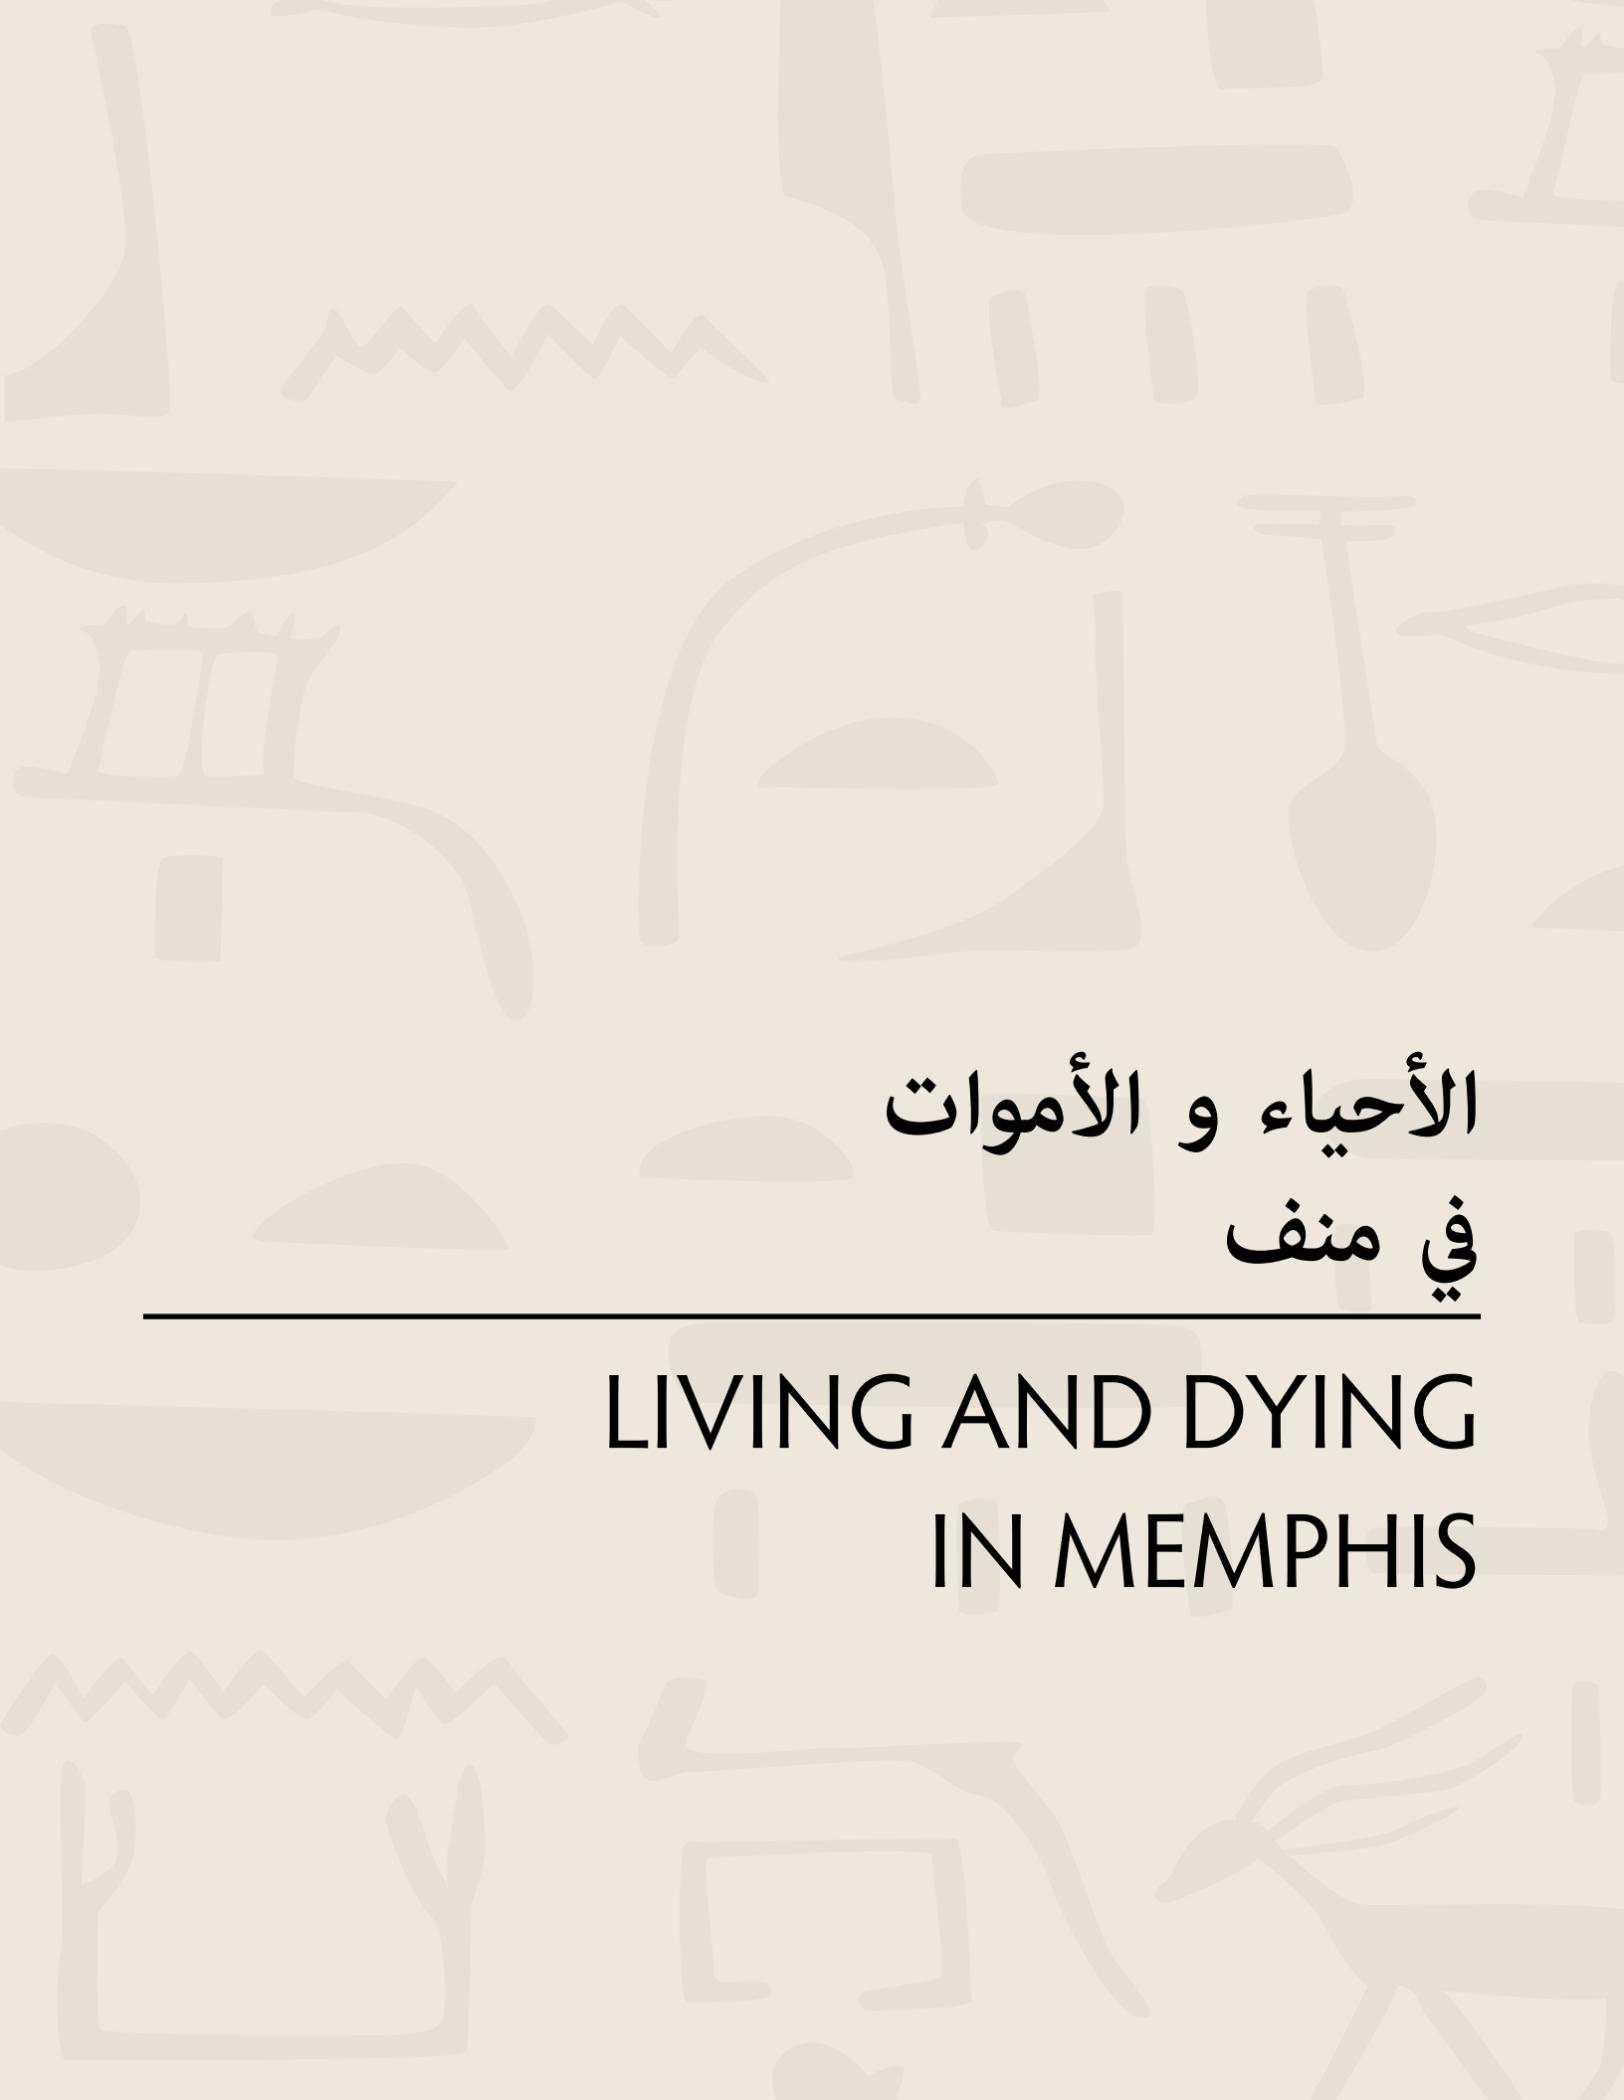 الأحياء و الأموات
في منف
LIVING AND DYING
IN MEMPHIS